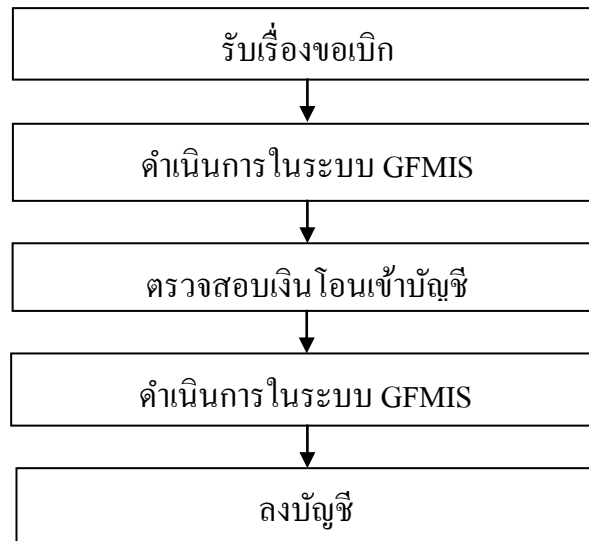 รับเรื่องขอเบิก
ดำเนินการในระบบ GFMIS
ตรวจสอบเงินโอนเข้าบัญชี
ดำเนินการในระบบ GFMIS
ลงบัญชี